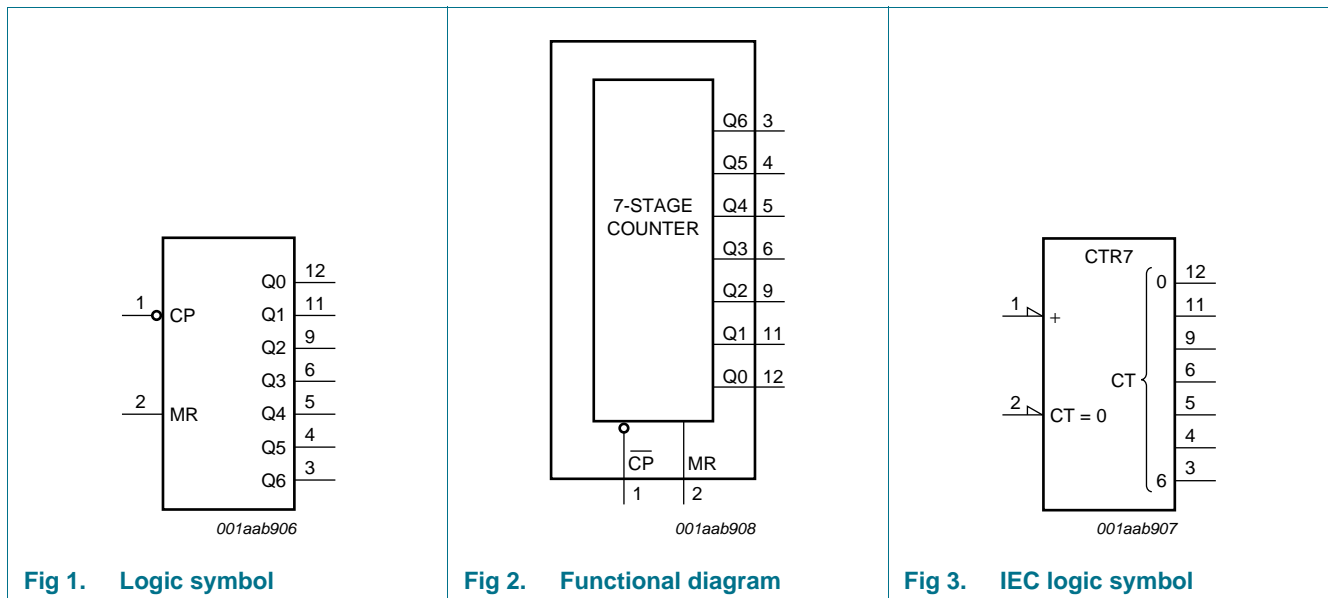 1
CP
2
MR
Q0 12
Q1 11
Q2 9
Q3 6
Q4 5
Q5 4
Q6 3
001aab906
Fig 1. Logic symbol
7-STAGE
COUNTER
Q6 3
Q5 4
Q4 5
Q3 6
Q2 9
Q1 11
Q0 12
C̅P̅ MR
1 2
001aab908
Fig 2. Functional diagram
CTR7
1 +
2 CT = 0
CT
0 12
11
9
6
5
4
6 3
001aab907
Fig 3. IEC logic symbol